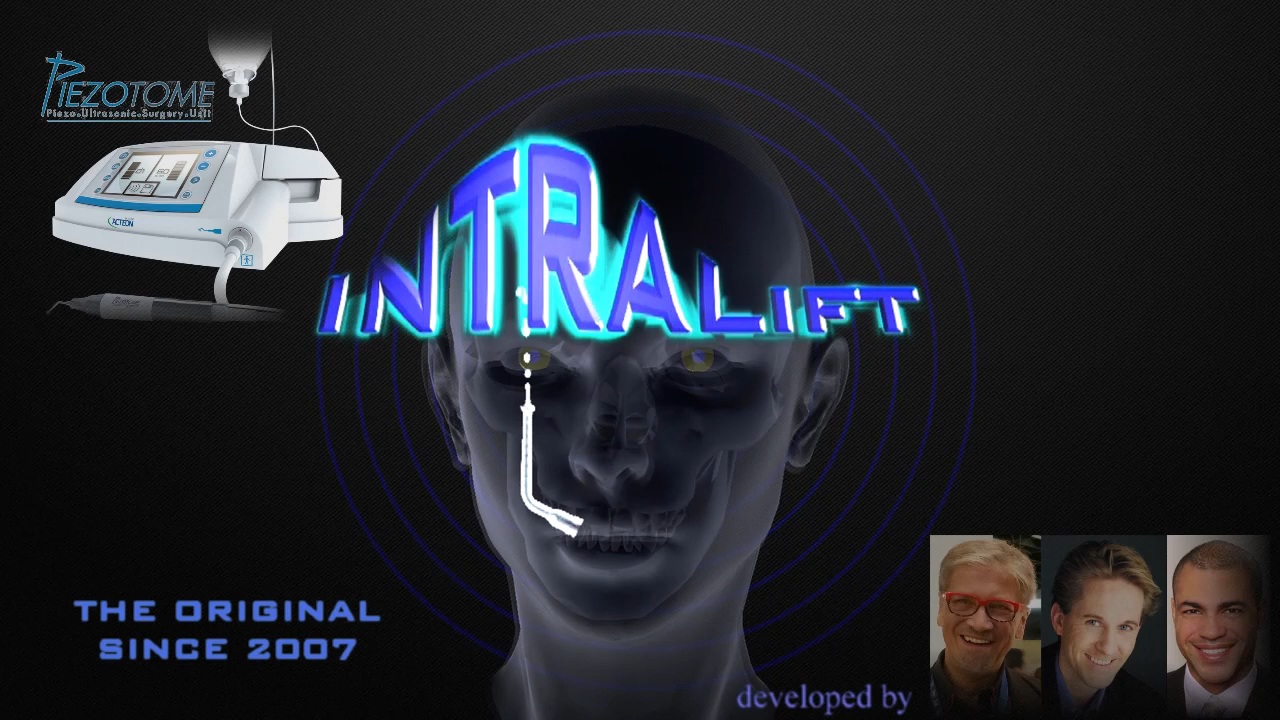 PIEZOTOME
Piezo.Ultrasonic.Surgery.Unit
ACTEON
INTRALIFT
THE ORIGINAL
SINCE 2007
developed by